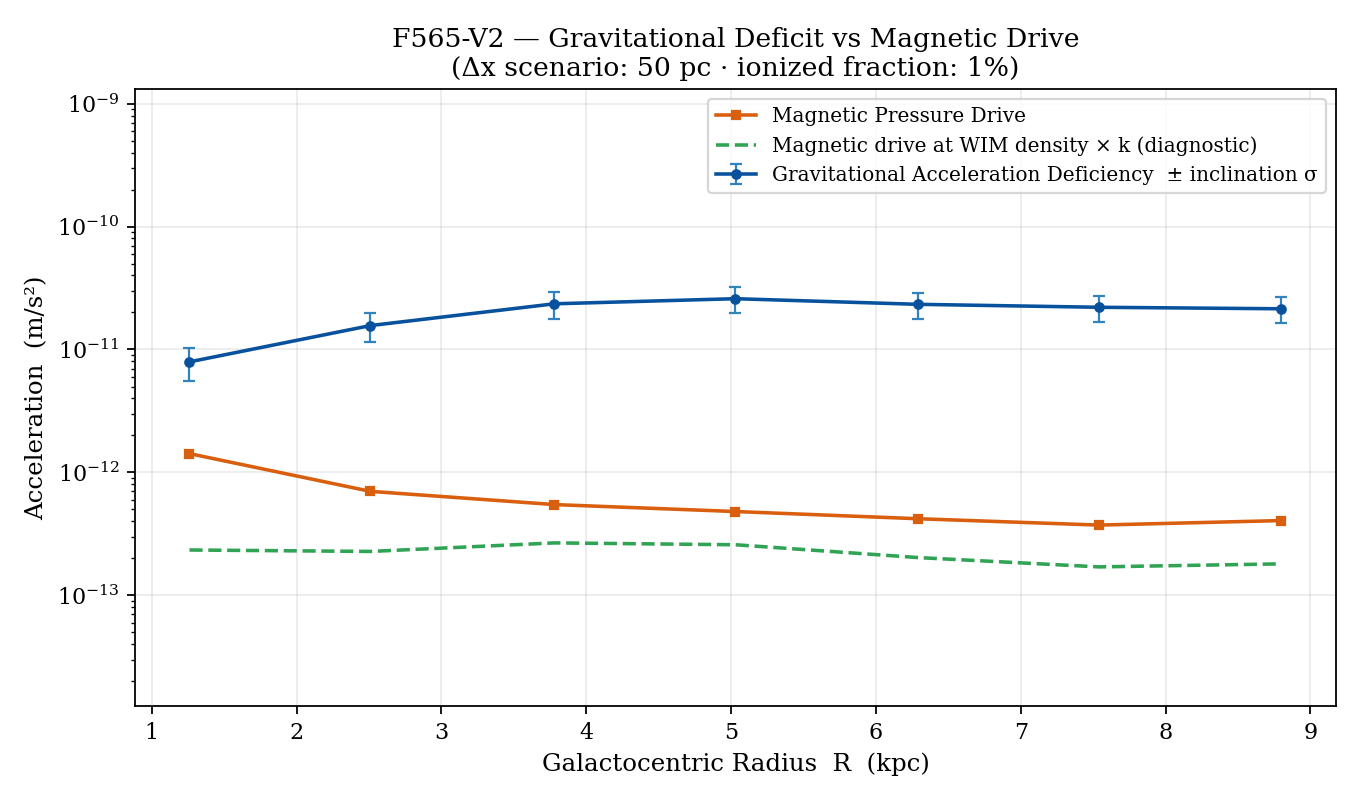 F565-V2 — Gravitational Deficit vs Magnetic Drive
(Δx scenario: 50 pc · ionized fraction: 1%)
Magnetic Pressure Drive
Magnetic drive at WIM density × k (diagnostic)
Gravitational Acceleration Deficiency ± inclination σ
Acceleration (m/s²)
10⁻⁹
10⁻¹⁰
10⁻¹¹
10⁻¹²
10⁻¹³
1 2 3 4 5 6 7 8 9
Galactocentric Radius R (kpc)